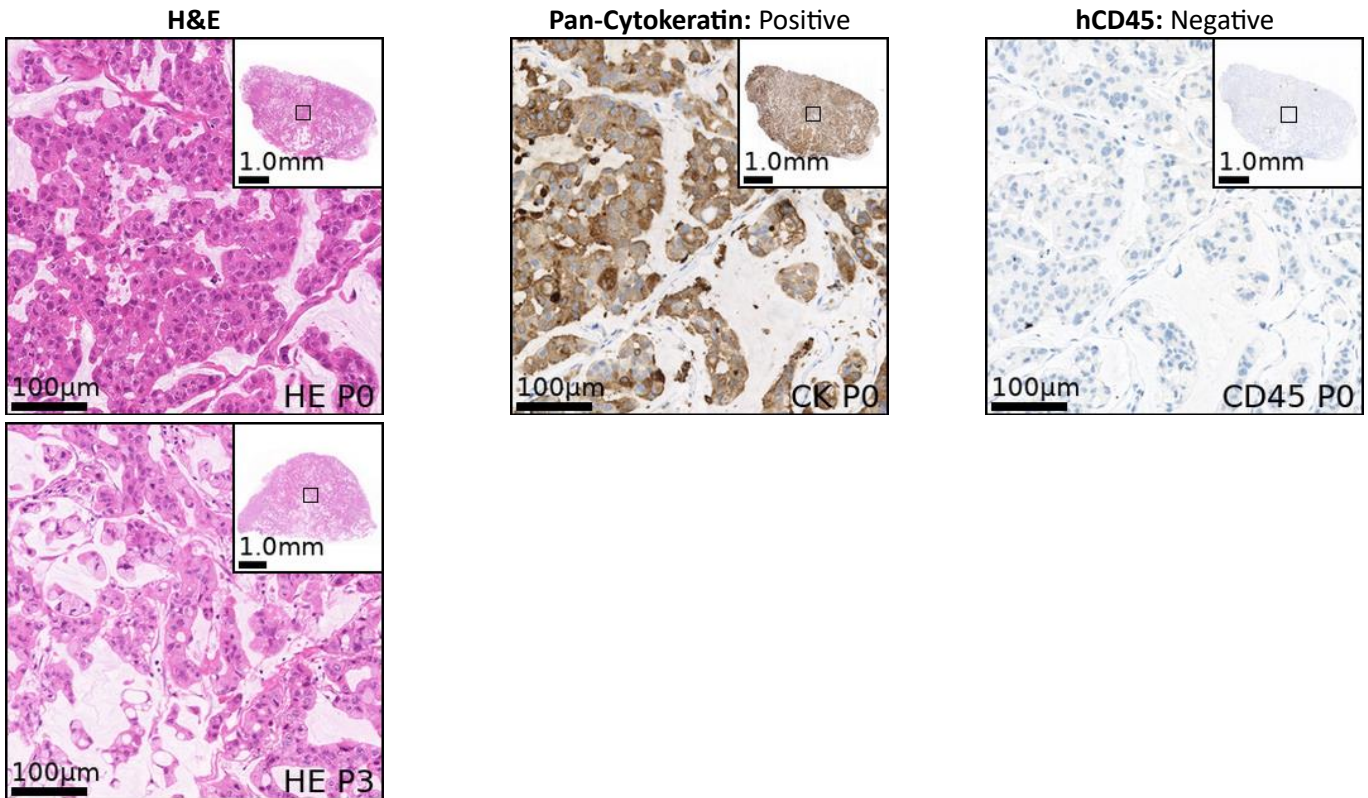 H&E
Pan-Cytokeratin: Positive
hCD45: Negative
1.0mm
100μm
HE P0
1.0mm
100μm
CK P0
1.0mm
100μm
CD45 P0
1.0mm
100μm
HE P3